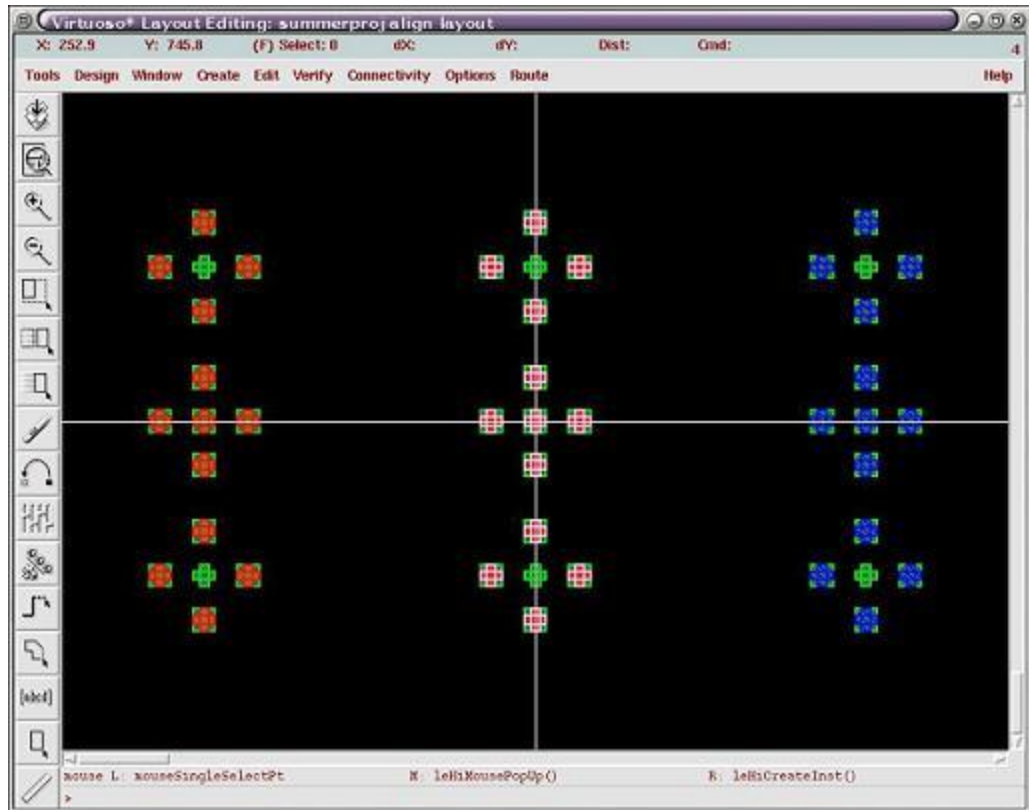 Virtuoso* Layout Editing: summerproj align layout
X: 252.9 Y: 745.8 (F) Select: 0 dX: dY: Dist: Cmd: 4
Tools Design Window Create Edit Verify Connectivity Options Route Help
[abcd]
mouse L: mouseSingleSelectPt M: leHiMousePopUp() R: leHiCreateInst()
>